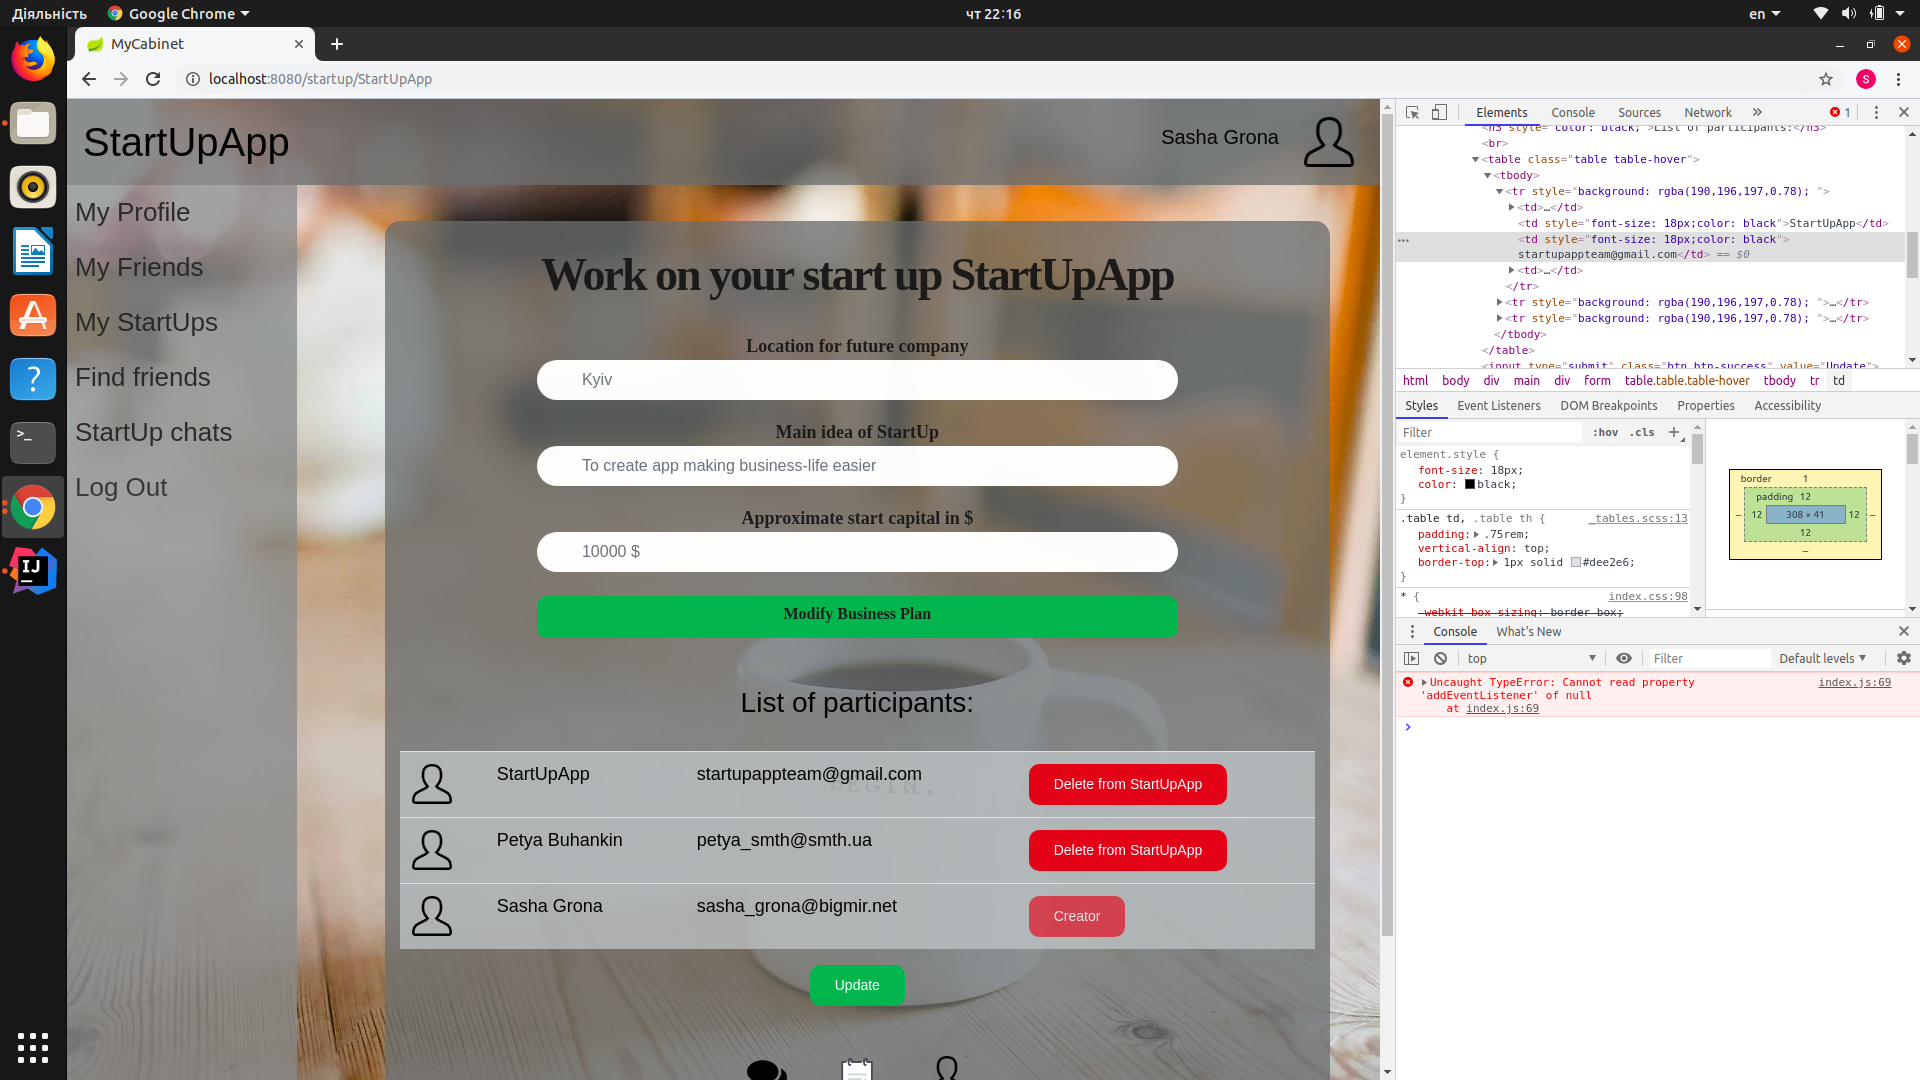 Діяльність
Google Chrome
чт 22:16
en
MyCabinet
localhost:8080/startup/StartUpApp
S
StartUpApp
Sasha Grona
My Profile
My Friends
My StartUps
Find friends
StartUp chats
Log Out
Work on your start up StartUpApp
Location for future company
Kyiv
Main idea of StartUp
To create app making business-life easier
Approximate start capital in $
10000 $
Modify Business Plan
List of participants:
StartUpApp startupappteam@gmail.com Delete from StartUpApp
Petya Buhankin petya_smth@smth.ua Delete from StartUpApp
Sasha Grona sasha_grona@bigmir.net Creator
Update
Elements Console Sources Network » 1
<h3 style="color: black; ">List of participants:</h3>
<br>
<table class="table table-hover">
<tbody>
<tr style="background: rgba(190,196,197,0.78); ">
<td>…</td>
<td style="font-size: 18px;color: black">StartUpApp</td>
<td style="font-size: 18px;color: black">
startupappteam@gmail.com</td> == $0
<td>…</td>
</tr>
<tr style="background: rgba(190,196,197,0.78); ">…</tr>
<tr style="background: rgba(190,196,197,0.78); ">…</tr>
</tbody>
</table>
<input type="submit" class="btn btn-success" value="Update">
html body div main div form table.table.table-hover tbody tr td
Styles Event Listeners DOM Breakpoints Properties Accessibility
Filter :hov .cls +
element.style {
font-size: 18px;
color: black;
}
.table td, .table th { _tables.scss:13
padding: .75rem;
vertical-align: top;
border-top: 1px solid #dee2e6;
}
* { index.css:98
-webkit-box-sizing: border-box;
border 1
padding 12
– 12 308 × 41 12 –
12
–
Console What's New
top Filter Default levels
Uncaught TypeError: Cannot read property index.js:69
'addEventListener' of null
at index.js:69